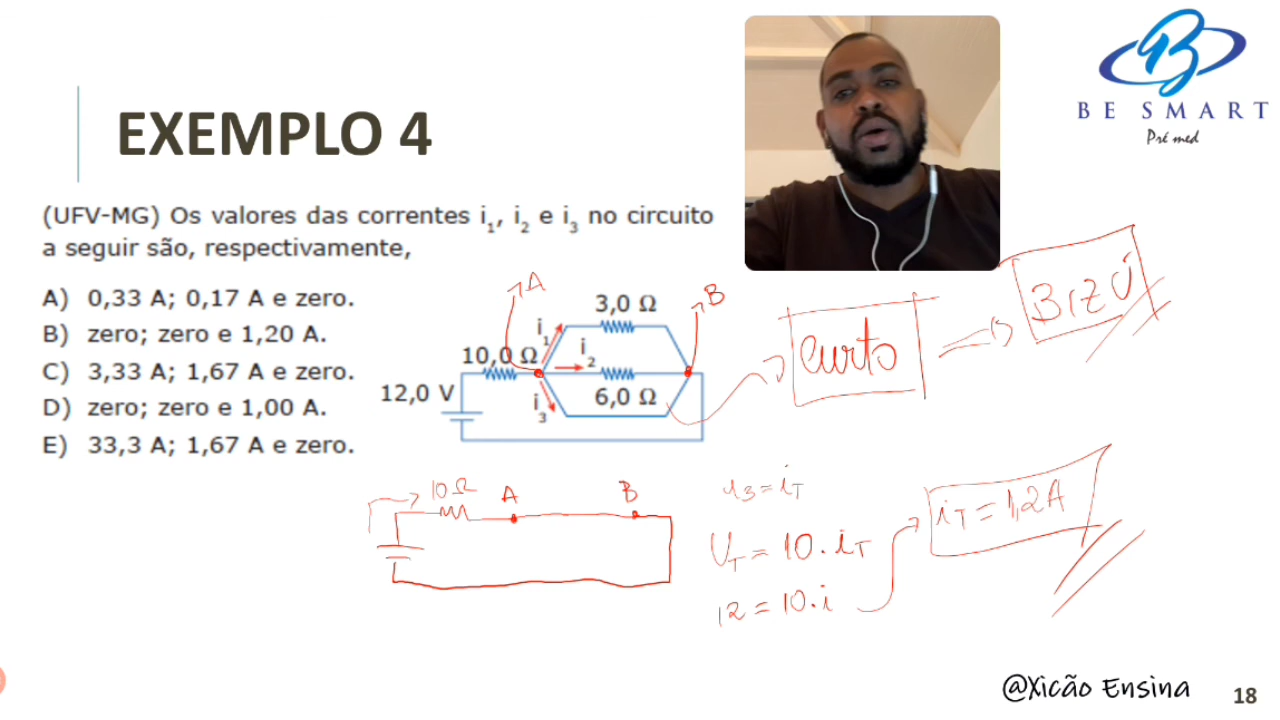 BE SMART
Pré med
EXEMPLO 4
(UFV-MG) Os valores das correntes i₁, i₂ e i₃ no circuito
a seguir são, respectivamente,
A) 0,33 A; 0,17 A e zero.
B) zero; zero e 1,20 A.
C) 3,33 A; 1,67 A e zero.
D) zero; zero e 1,00 A.
E) 33,3 A; 1,67 A e zero.
A
B
3,0 Ω
i₁
10,0 Ω
i₂
12,0 V
6,0 Ω
i₃
Curto
BIZÚ
10Ω
A
B
i3=iT
UT = 10.iT
12 = 10.i
iT = 1,2A
@Xicão Ensina
18